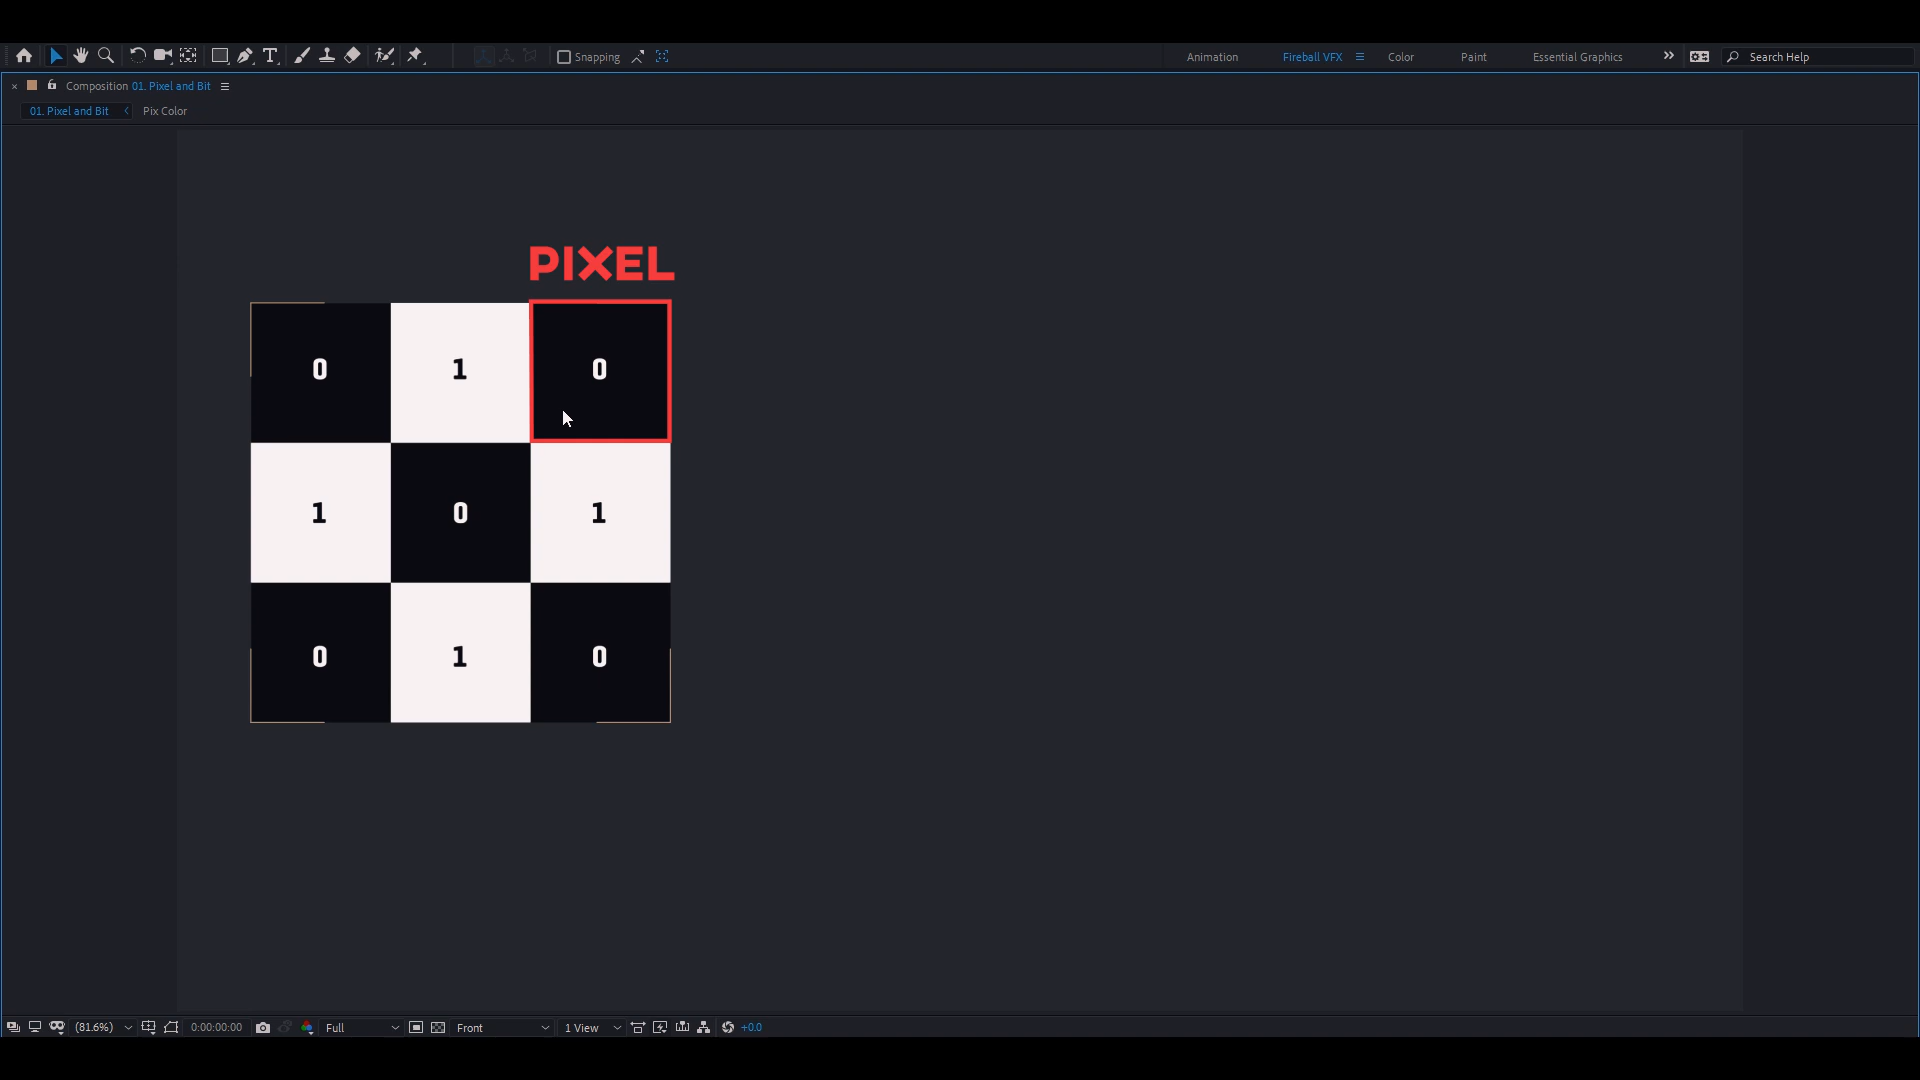 Snapping
Animation
Fireball VFX
Color
Paint
Essential Graphics
Search Help
Composition 01. Pixel and Bit
01. Pixel and Bit
Pix Color
PIXEL
0 1 0
1 0 1
0 1 0
(81.6%)
0:00:00:00
Full
Front
1 View
+0.0